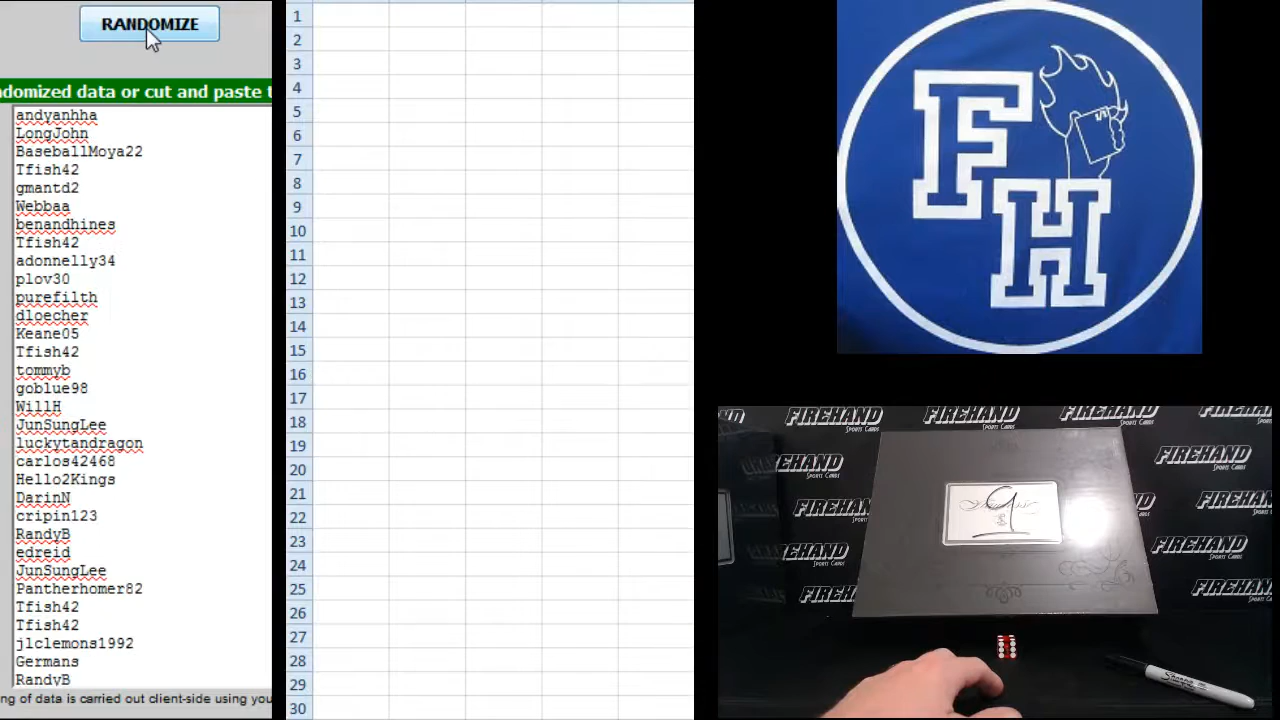 RANDOMIZE
ndomized data or cut and paste t
andyanhha
LongJohn
BaseballMoya22
Tfish42
gmantd2
Webbaa
benandhines
Tfish42
adonnelly34
plov30
purefilth
dloecher
Keane05
Tfish42
tommyb
goblue98
WillH
JunSungLee
luckytandragon
carlos42468
Hello2Kings
DarinN
cripin123
RandyB
edreid
JunSungLee
Pantherhomer82
Tfish42
Tfish42
jlclemons1992
Germans
RandyB
ng of data is carried out client-side using you
1
2
3
4
5
6
7
8
9
10
11
12
13
14
15
16
17
18
19
20
21
22
23
24
25
26
27
28
29
30
FH
FIREHAND
SPORTS CARDS
9